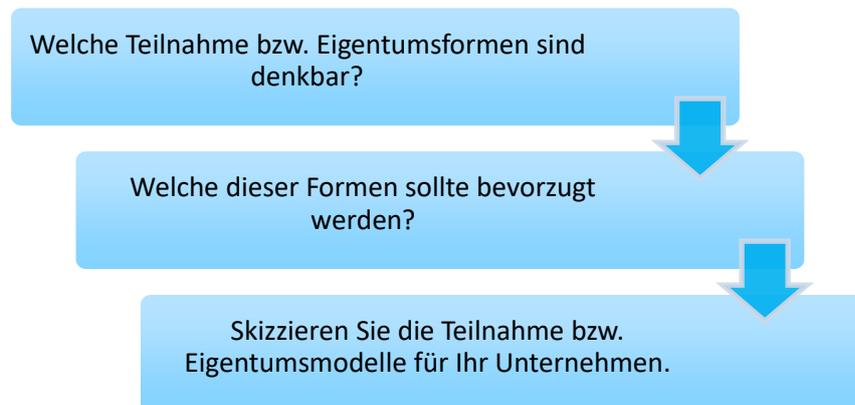 Welche Teilnahme bzw. Eigentumsformen sind
denkbar?
Welche dieser Formen sollte bevorzugt
werden?
Skizzieren Sie die Teilnahme bzw.
Eigentumsmodelle für Ihr Unternehmen.